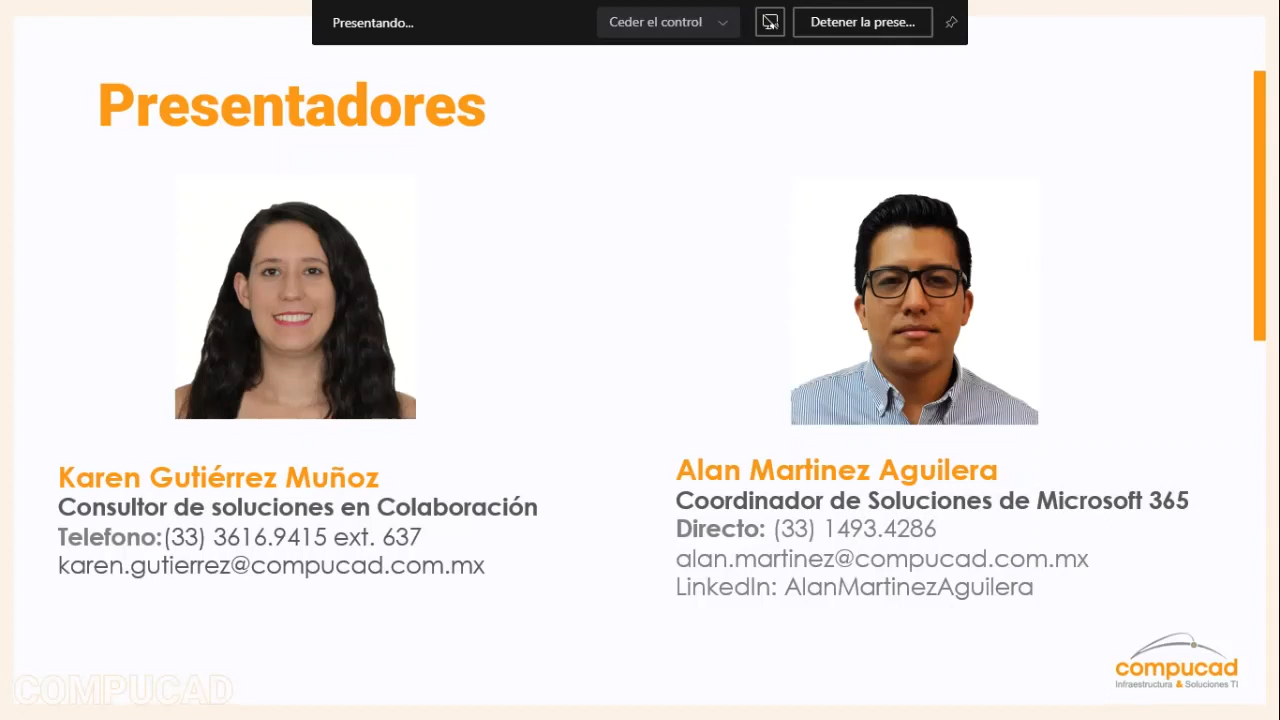 Presentando...
Ceder el control
Detener la prese...
Presentadores
Karen Gutiérrez Muñoz
Consultor de soluciones en Colaboración
Telefono:(33) 3616.9415 ext. 637
karen.gutierrez@compucad.com.mx
Alan Martinez Aguilera
Coordinador de Soluciones de Microsoft 365
Directo: (33) 1493.4286
alan.martinez@compucad.com.mx
LinkedIn: AlanMartinezAguilera
compucad
Infraestructura & Soluciones TI
COMPUCAD